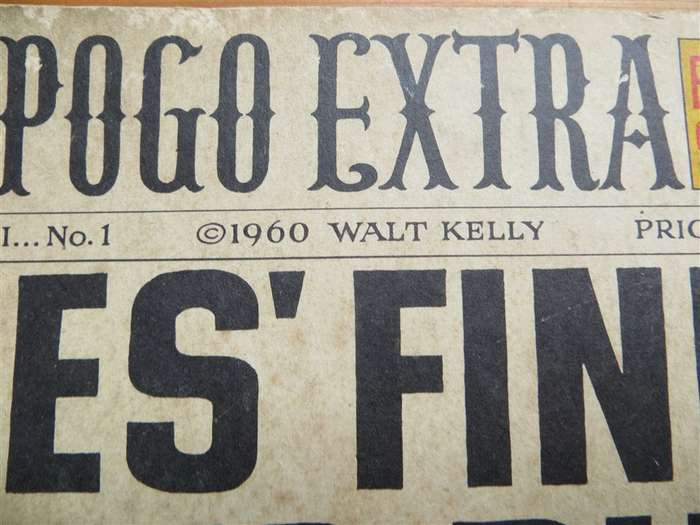 POGO EXTRA
I... No. 1 ©1960 WALT KELLY PRIC
ES' FIN